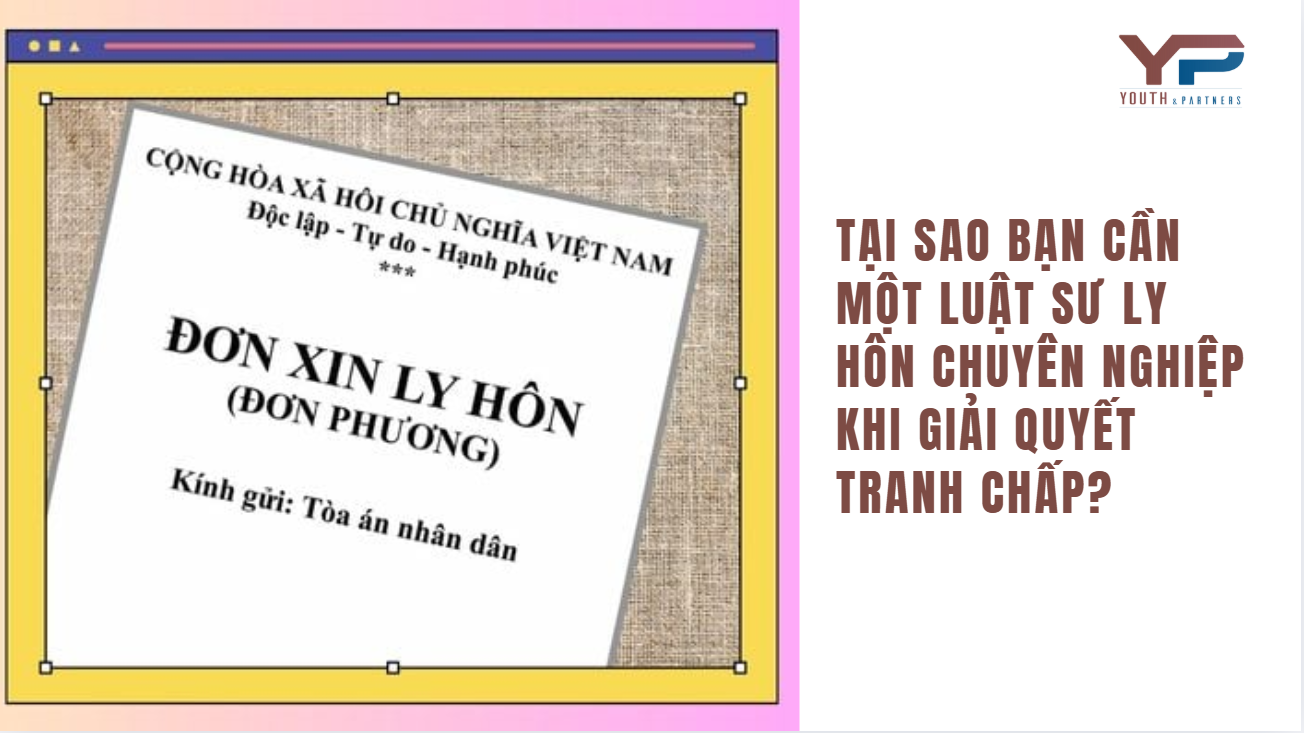 CỘNG HÒA XÃ HÔI CHỦ NGHĨA VIỆT NAM
Độc lập - Tự do - Hạnh phúc
***
ĐƠN XIN LY HÔN
(ĐƠN PHƯƠNG)
Kính gửi: Tòa án nhân dân
YP
YOUTH & PARTNERS
TẠI SAO BẠN CẦN
MỘT LUẬT SƯ LY
HÔN CHUYÊN NGHIỆP
KHI GIẢI QUYẾT
TRANH CHẤP?